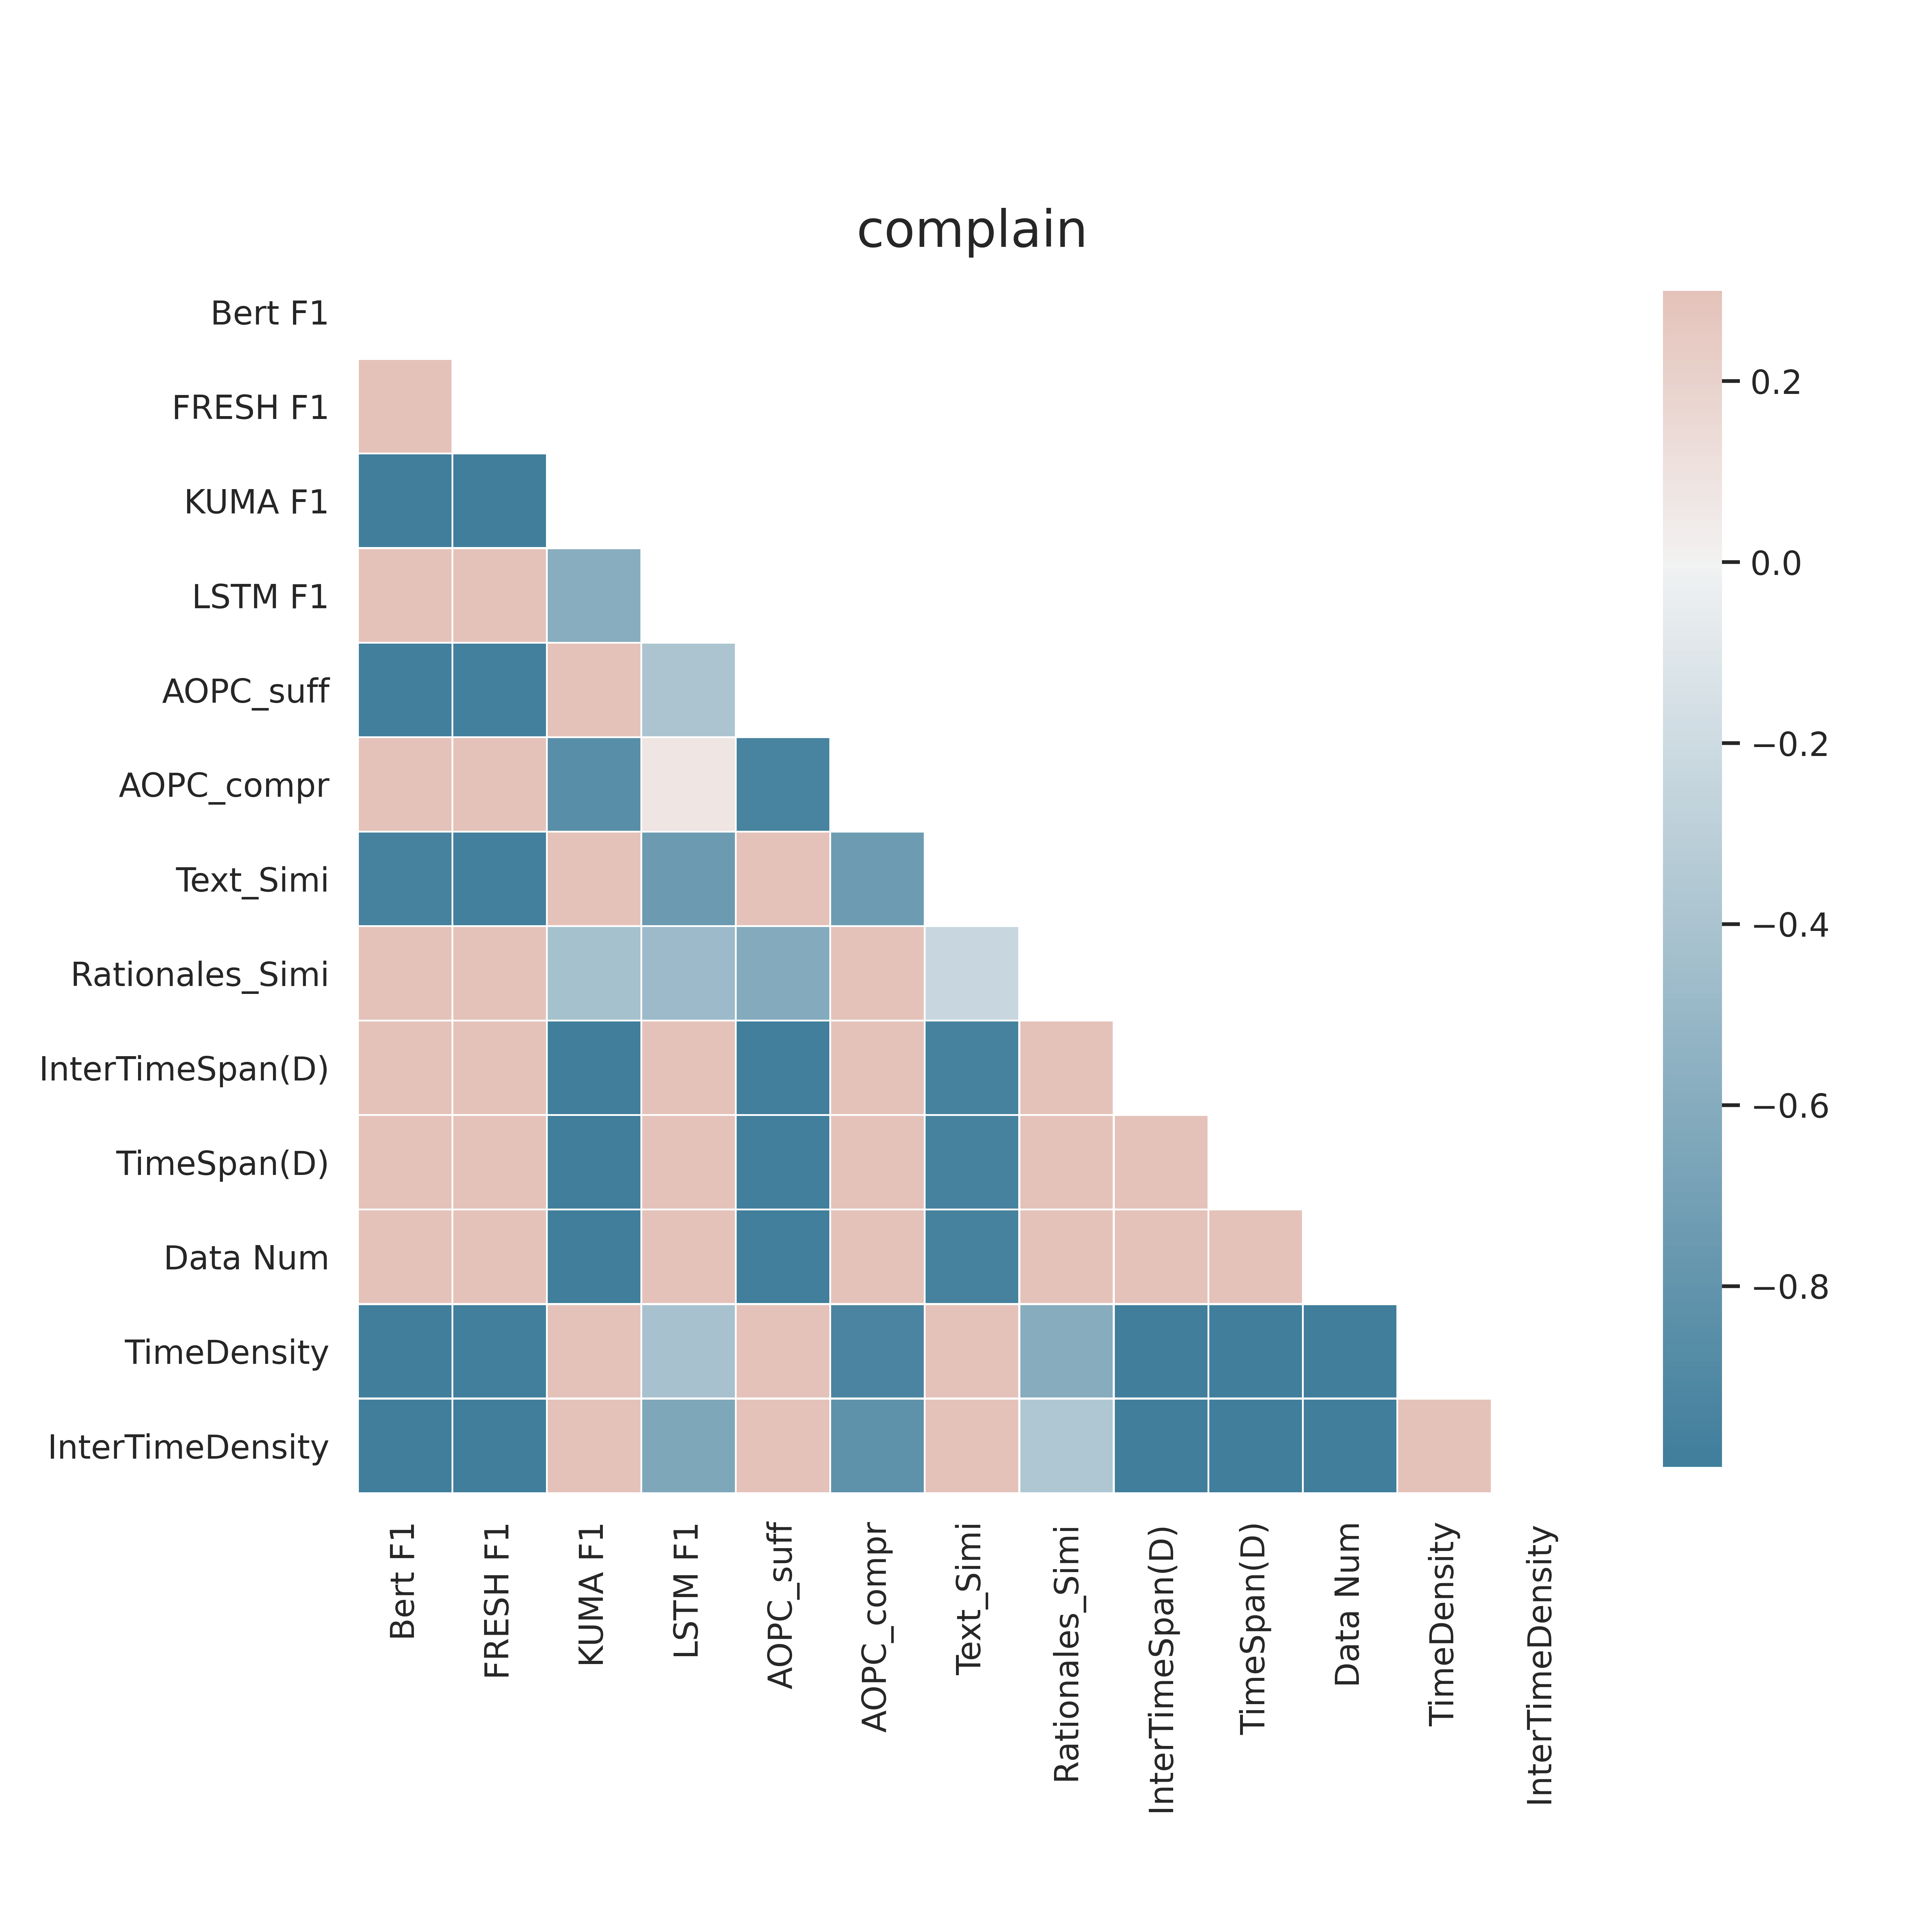 complain
Bert F1
FRESH F1
KUMA F1
LSTM F1
AOPC_suff
AOPC_compr
Text_Simi
Rationales_Simi
InterTimeSpan(D)
TimeSpan(D)
Data Num
TimeDensity
InterTimeDensity
Bert F1
FRESH F1
KUMA F1
LSTM F1
AOPC_suff
AOPC_compr
Text_Simi
Rationales_Simi
InterTimeSpan(D)
TimeSpan(D)
Data Num
TimeDensity
InterTimeDensity
0.2
0.0
−0.2
−0.4
−0.6
−0.8